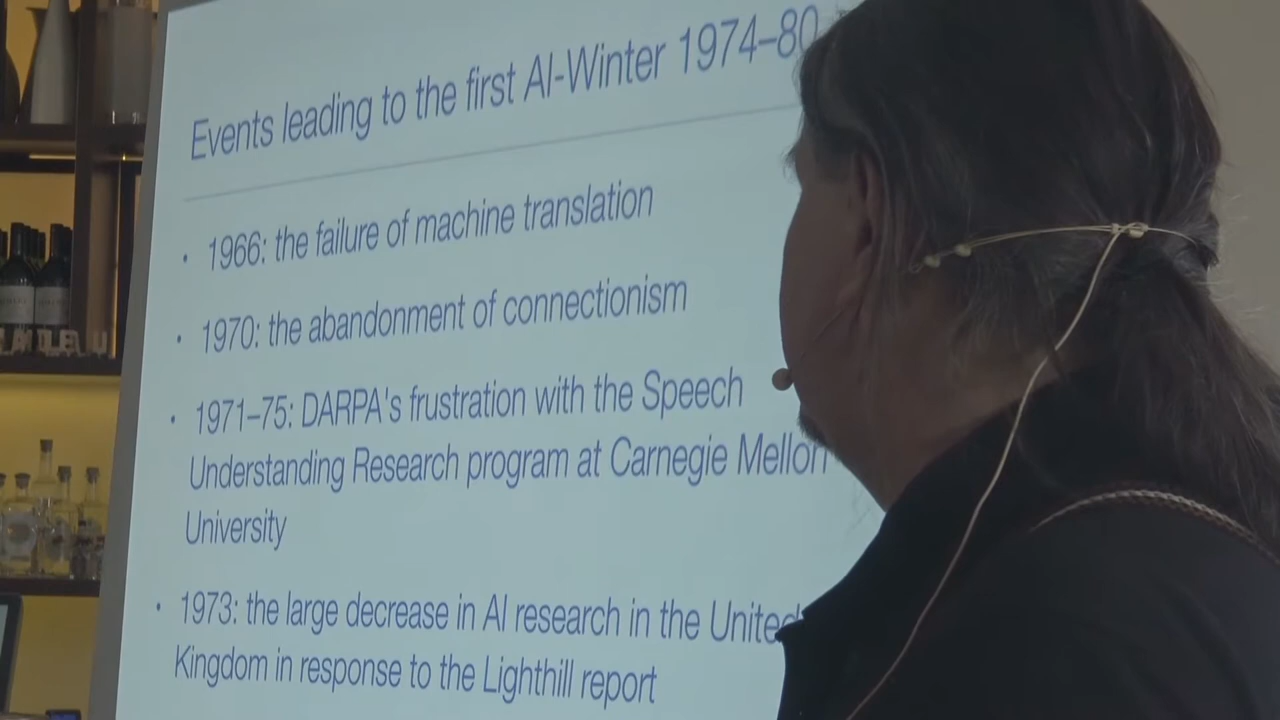 Events leading to the first AI-Winter 1974–80
• 1966: the failure of machine translation
• 1970: the abandonment of connectionism
• 1971–75: DARPA's frustration with the Speech
Understanding Research program at Carnegie Mellon
University
• 1973: the large decrease in AI research in the United
Kingdom in response to the Lighthill report